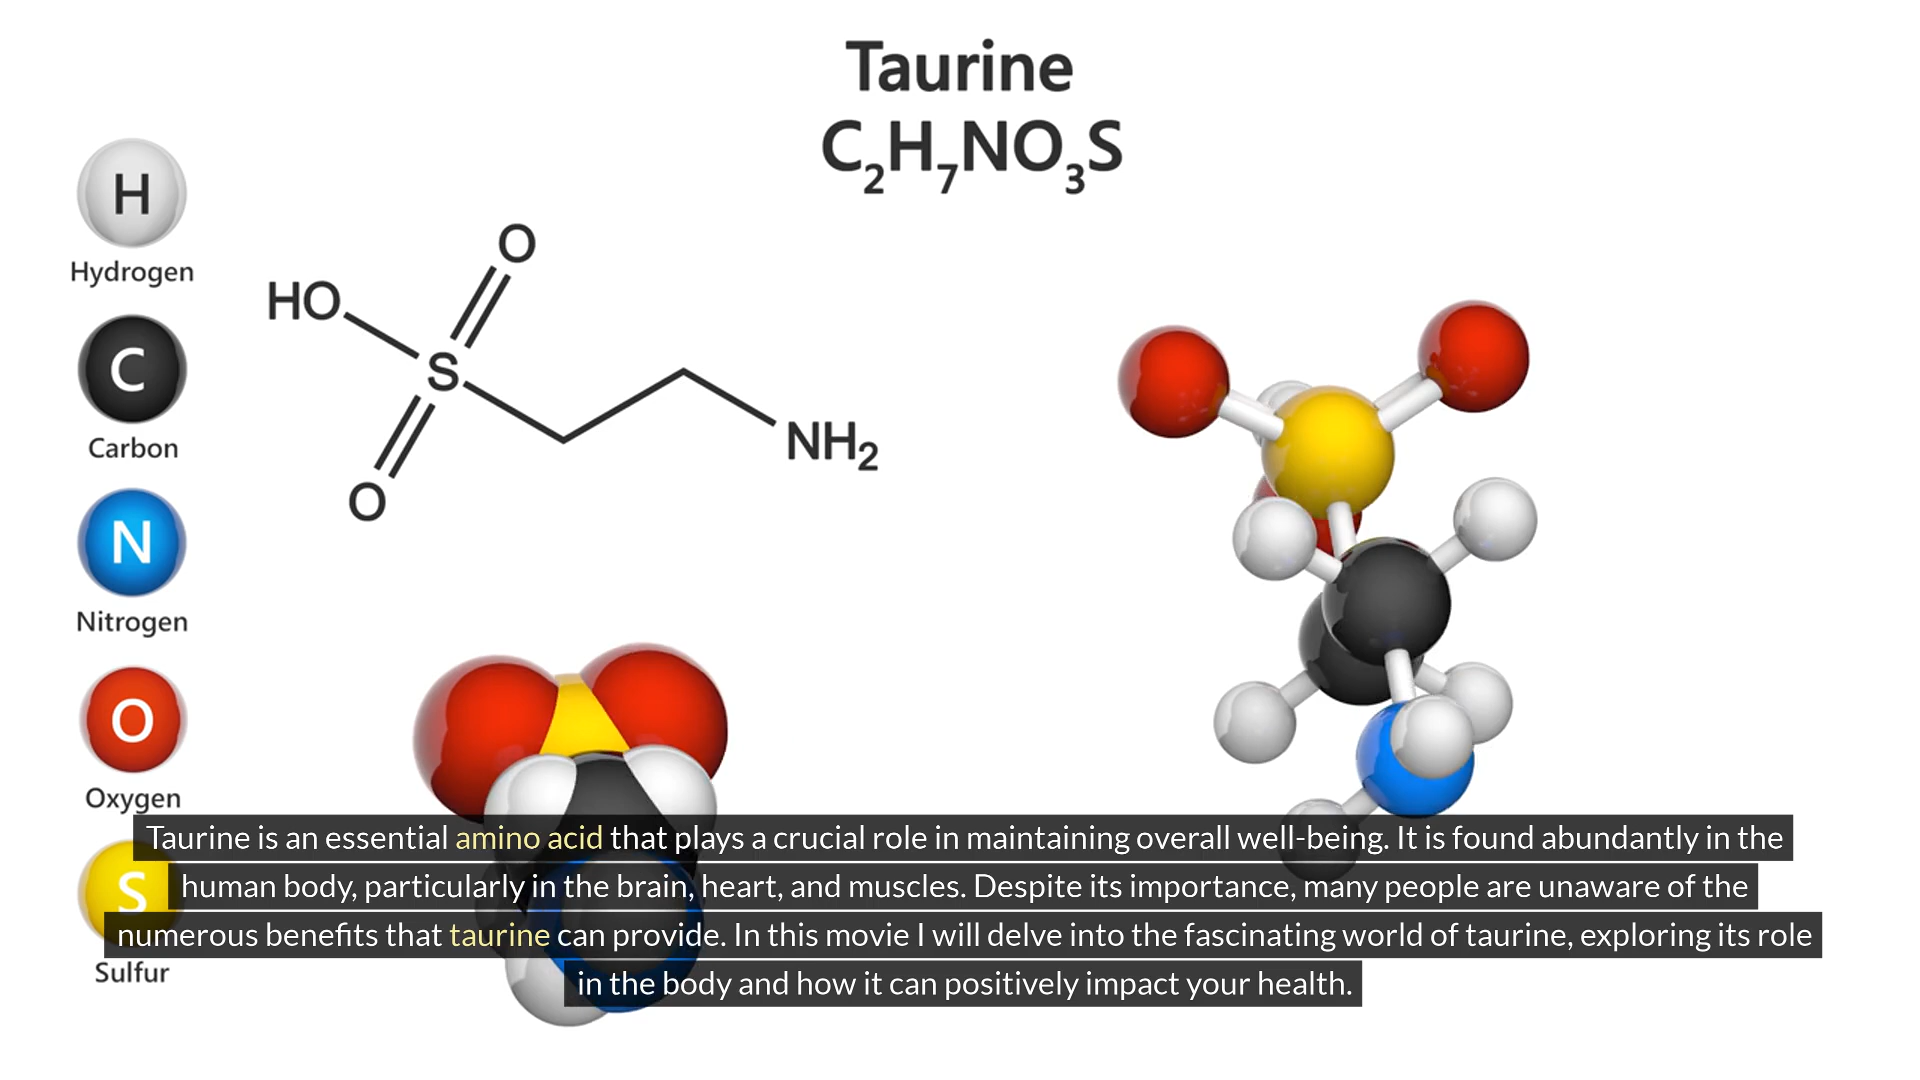 Taurine
C₂H₇NO₃S
H
Hydrogen
C
Carbon
N
Nitrogen
O
Oxygen
S
Sulfur
O
HO
S
NH₂
O
Taurine is an essential amino acid that plays a crucial role in maintaining overall well-being. It is found abundantly in the
human body, particularly in the brain, heart, and muscles. Despite its importance, many people are unaware of the
numerous benefits that taurine can provide. In this movie I will delve into the fascinating world of taurine, exploring its role
in the body and how it can positively impact your health.